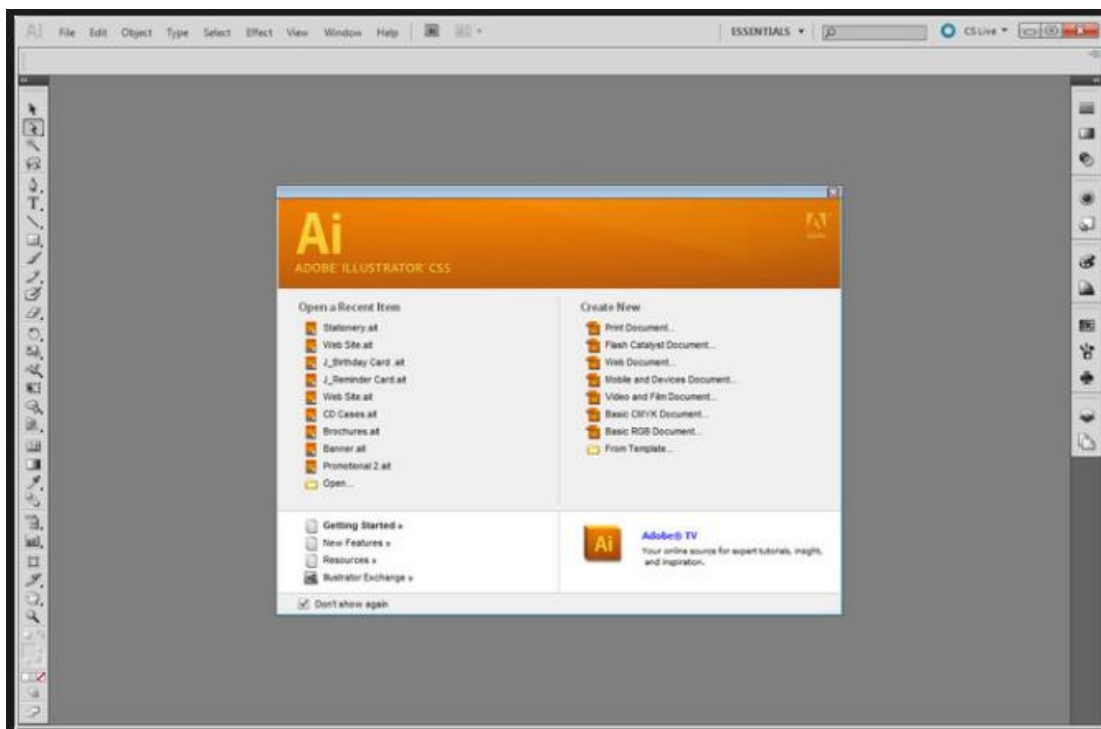 Ai File Edit Object Type Select Effect View Window Help ESSENTIALS CS Live
Ai
ADOBE ILLUSTRATOR CS5
Open a Recent Item
Stationery.ait
Web Site.ait
J_Birthday Card .ait
J_Reminder Card.ait
Web Site.ait
CD Cases.ait
Brochures.ait
Banner.ait
Promotional 2.ait
Open...
Create New
Print Document...
Flash Catalyst Document...
Web Document...
Mobile and Devices Document...
Video and Film Document...
Basic CMYK Document...
Basic RGB Document...
From Template...
Getting Started »
New Features »
Resources »
Illustrator Exchange »
Ai
Adobe® TV
Your online source for expert tutorials, insight,
and inspiration.
Don't show again